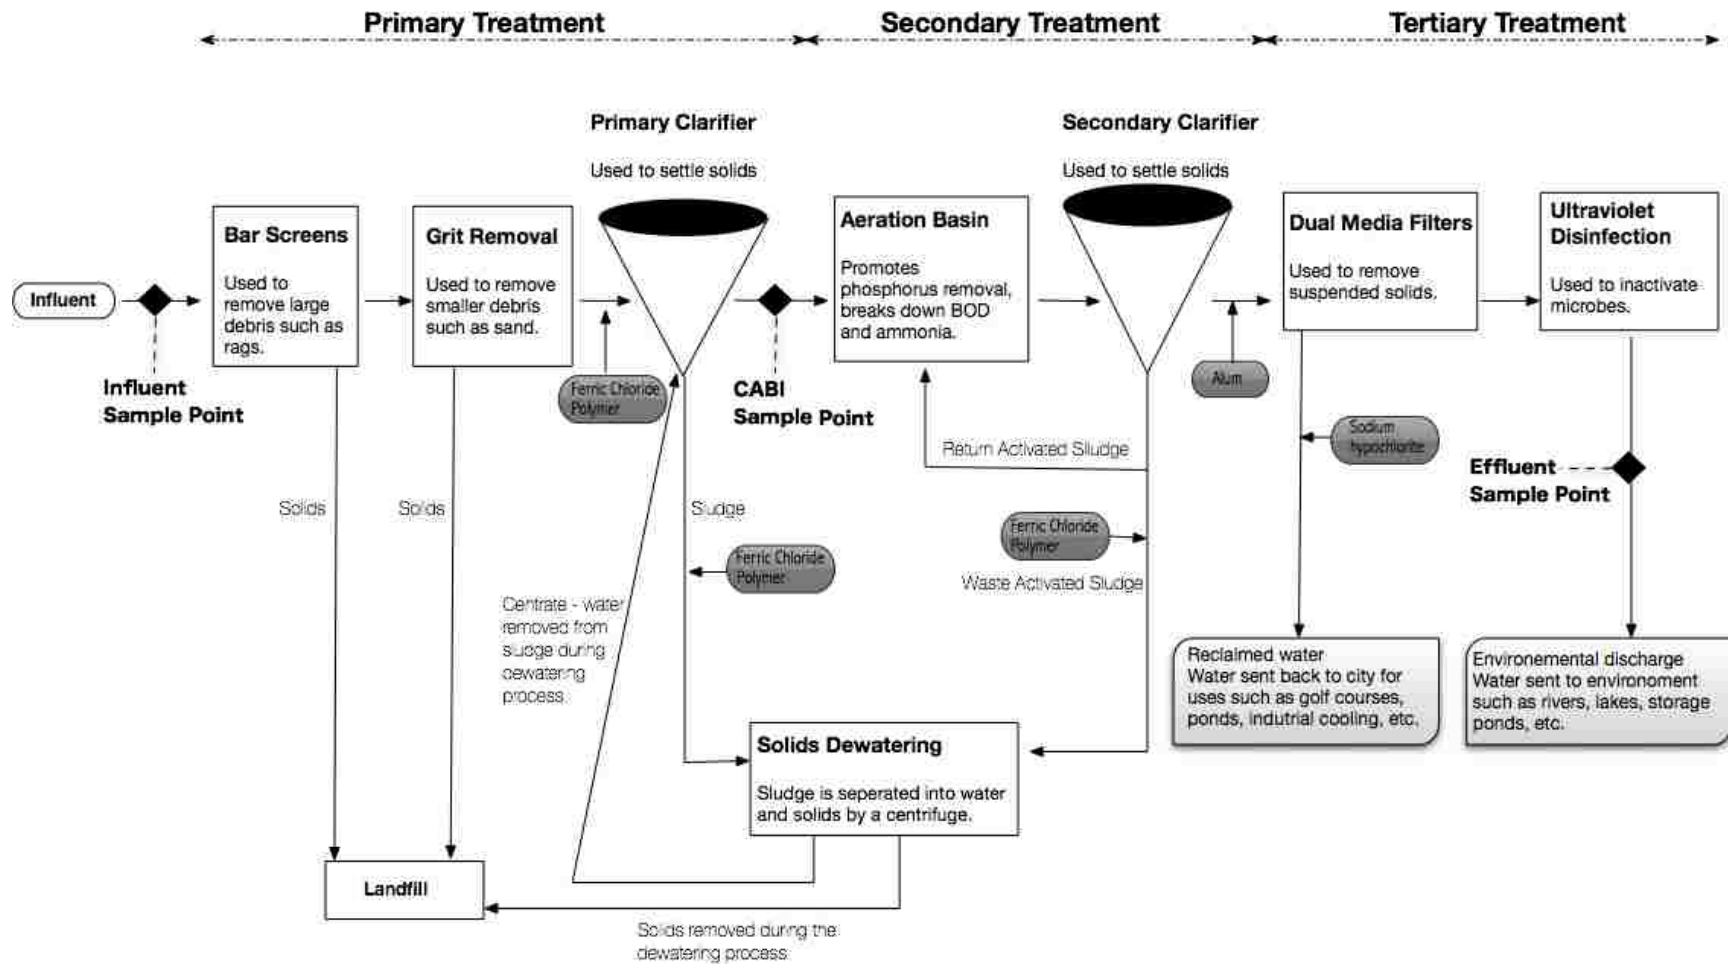 Primary Treatment
Secondary Treatment
Tertiary Treatment
Primary Clarifier
Used to settle solids
Secondary Clarifier
Used to settle solids
Influent
Influent
Sample Point
Bar Screens
Used to
remove large
debris such as
rags.
Grit Removal
Used to remove
smaller debris
such as sand.
Ferric Chloride
Polymer
CABI
Sample Point
Aeration Basin
Promotes
phosphorus removal,
breaks down BOD
and ammonia.
Alum
Dual Media Filters
Used to remove
suspended solids.
Ultraviolet
Disinfection
Used to inactivate
microbes.
Return Activated Sludge
Sodium
hypochlorite
Effluent
Sample Point
Solids
Solids
Sludge
Ferric Chloride
Polymer
Ferric Chloride
Polymer
Waste Activated Sludge
Centrate - water
removed from
sludge during
dewatering
process
Reclaimed water
Water sent back to city for
uses such as golf courses,
ponds, indutrial cooling, etc.
Environemental discharge
Water sent to environoment
such as rivers, lakes, storage
ponds, etc.
Solids Dewatering
Sludge is seperated into water
and solids by a centrifuge.
Landfill
Solids removed during the
dewatering process